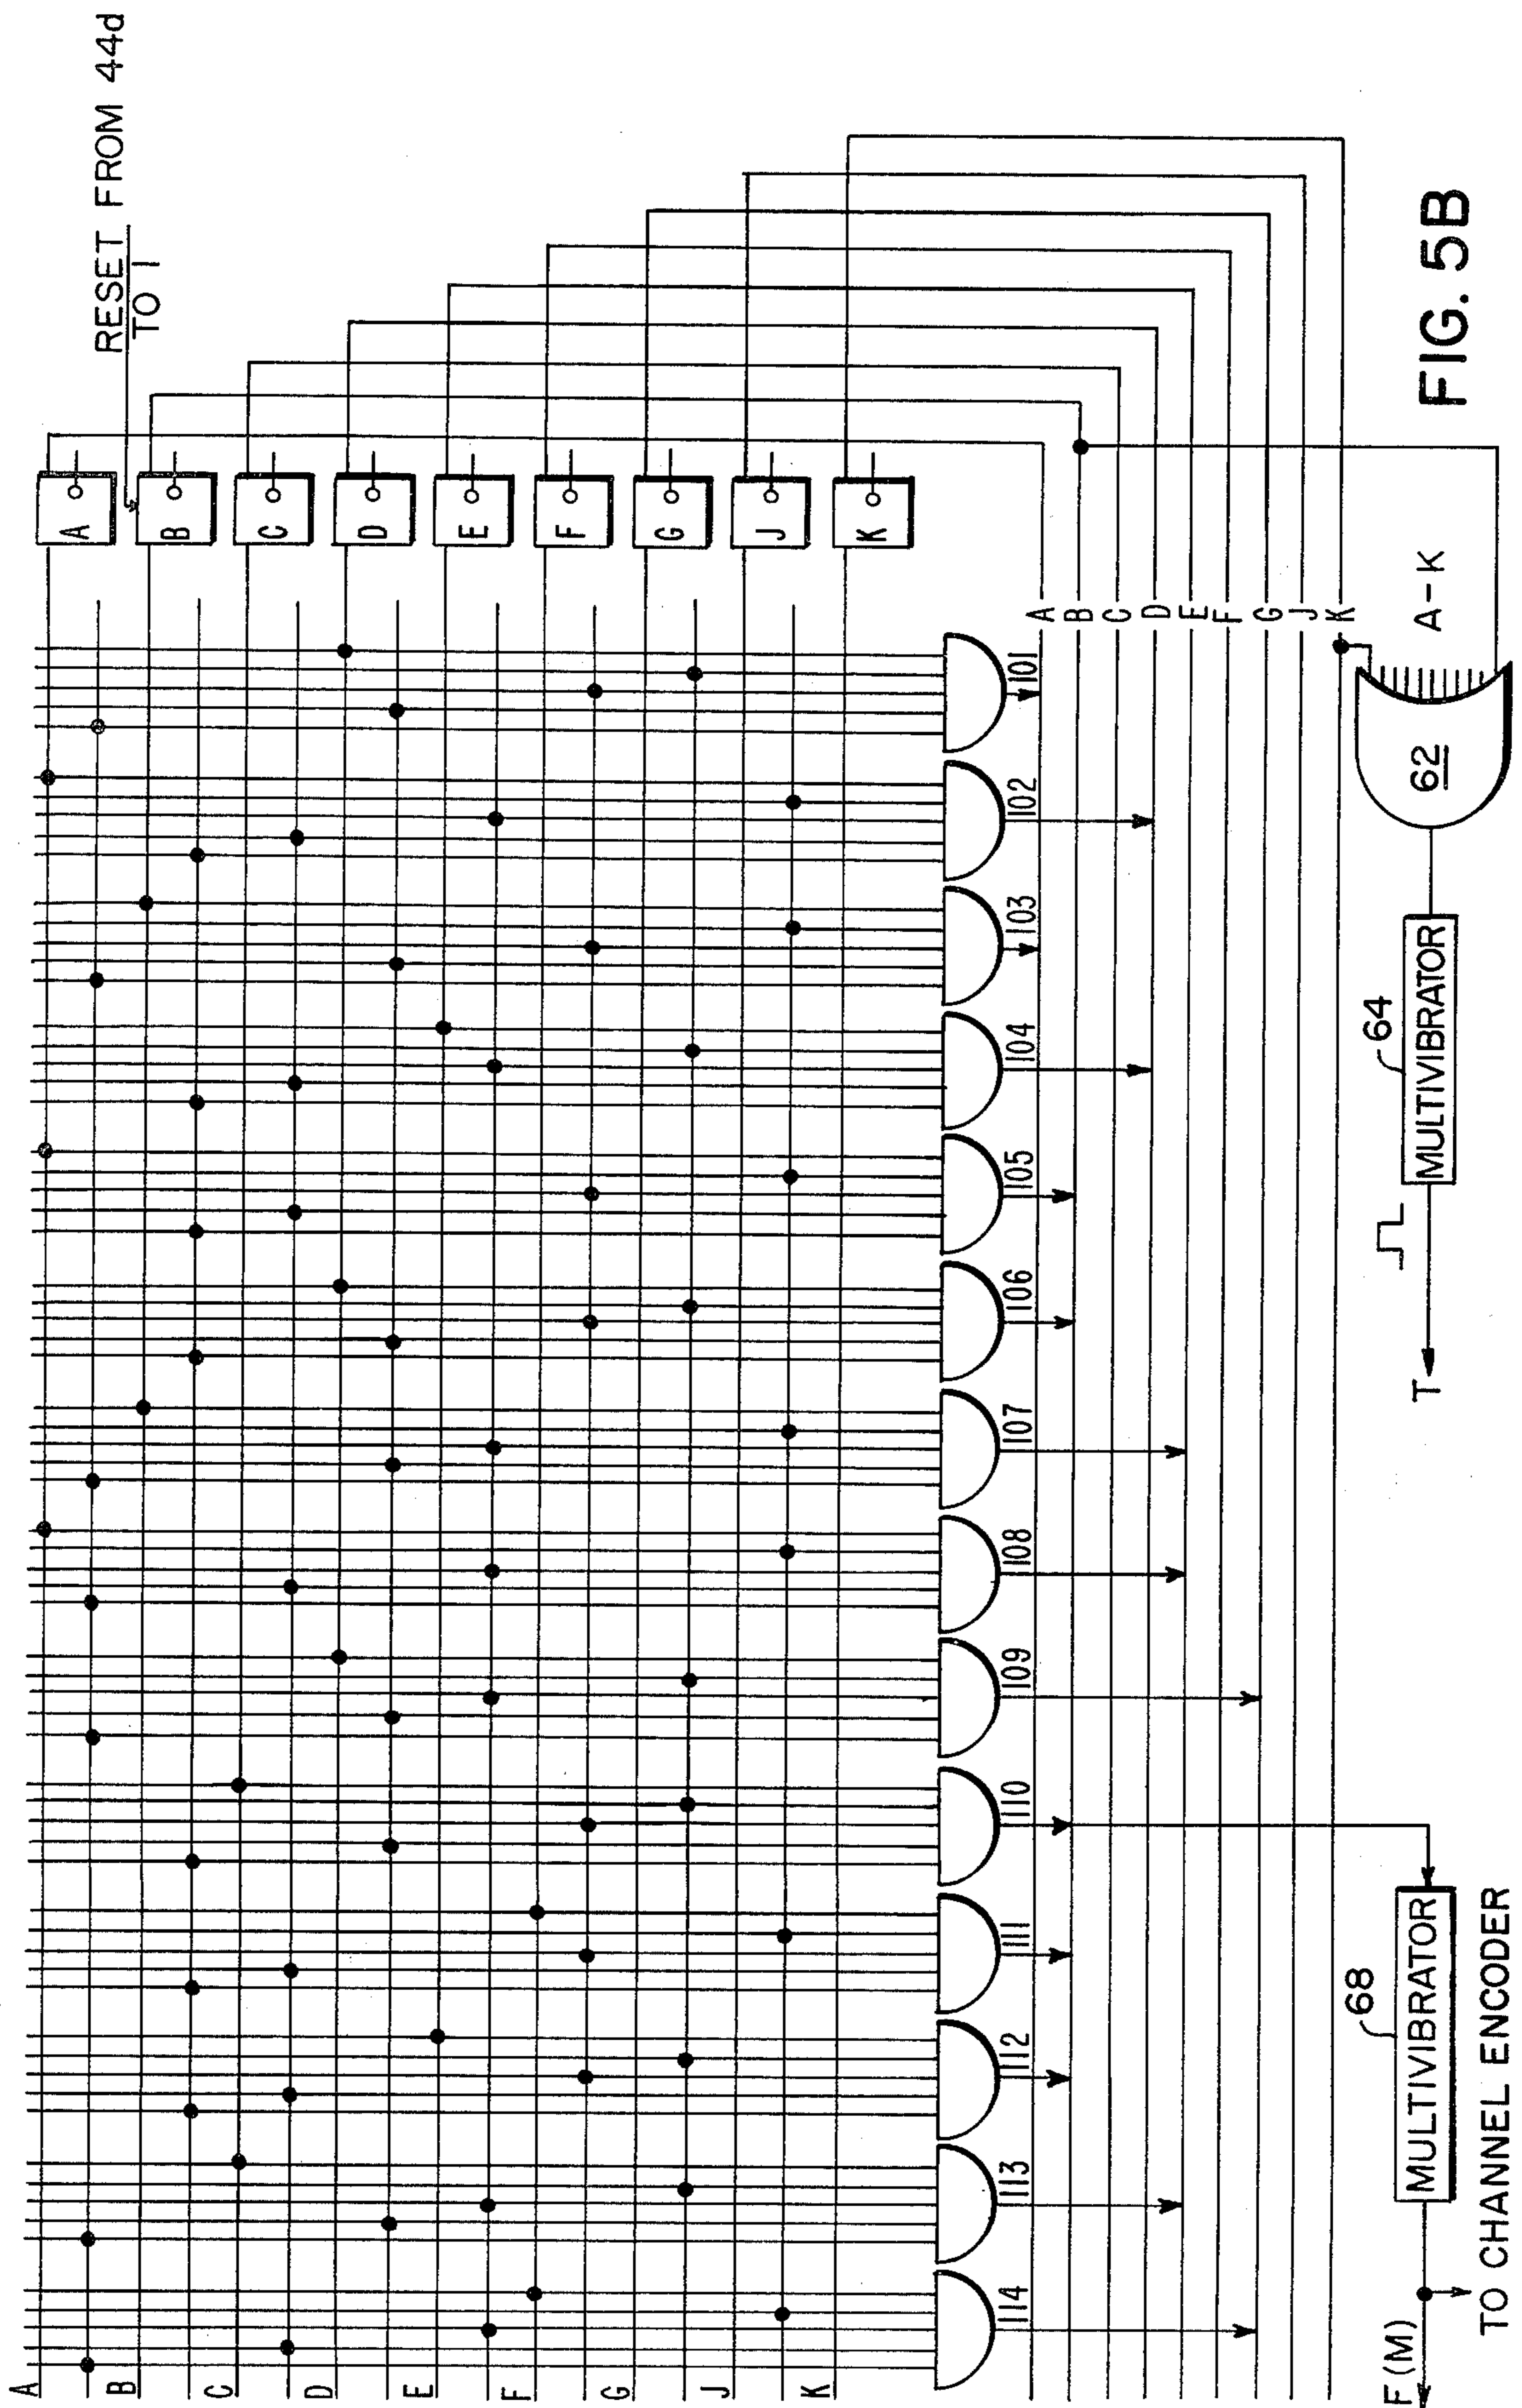 RESET FROM 44d
TO 1
A
B
C
D
E
F
G
J
K
A
B
C
D
E
F
G
J
K
101
102
103
104
105
106
107
108
109
110
111
112
113
114
A
B
C
D
E
F
G
J
K
A-K
62
64
MULTIVIBRATOR
T
68
MULTIVIBRATOR
F(M)
TO CHANNEL ENCODER
FIG. 5B